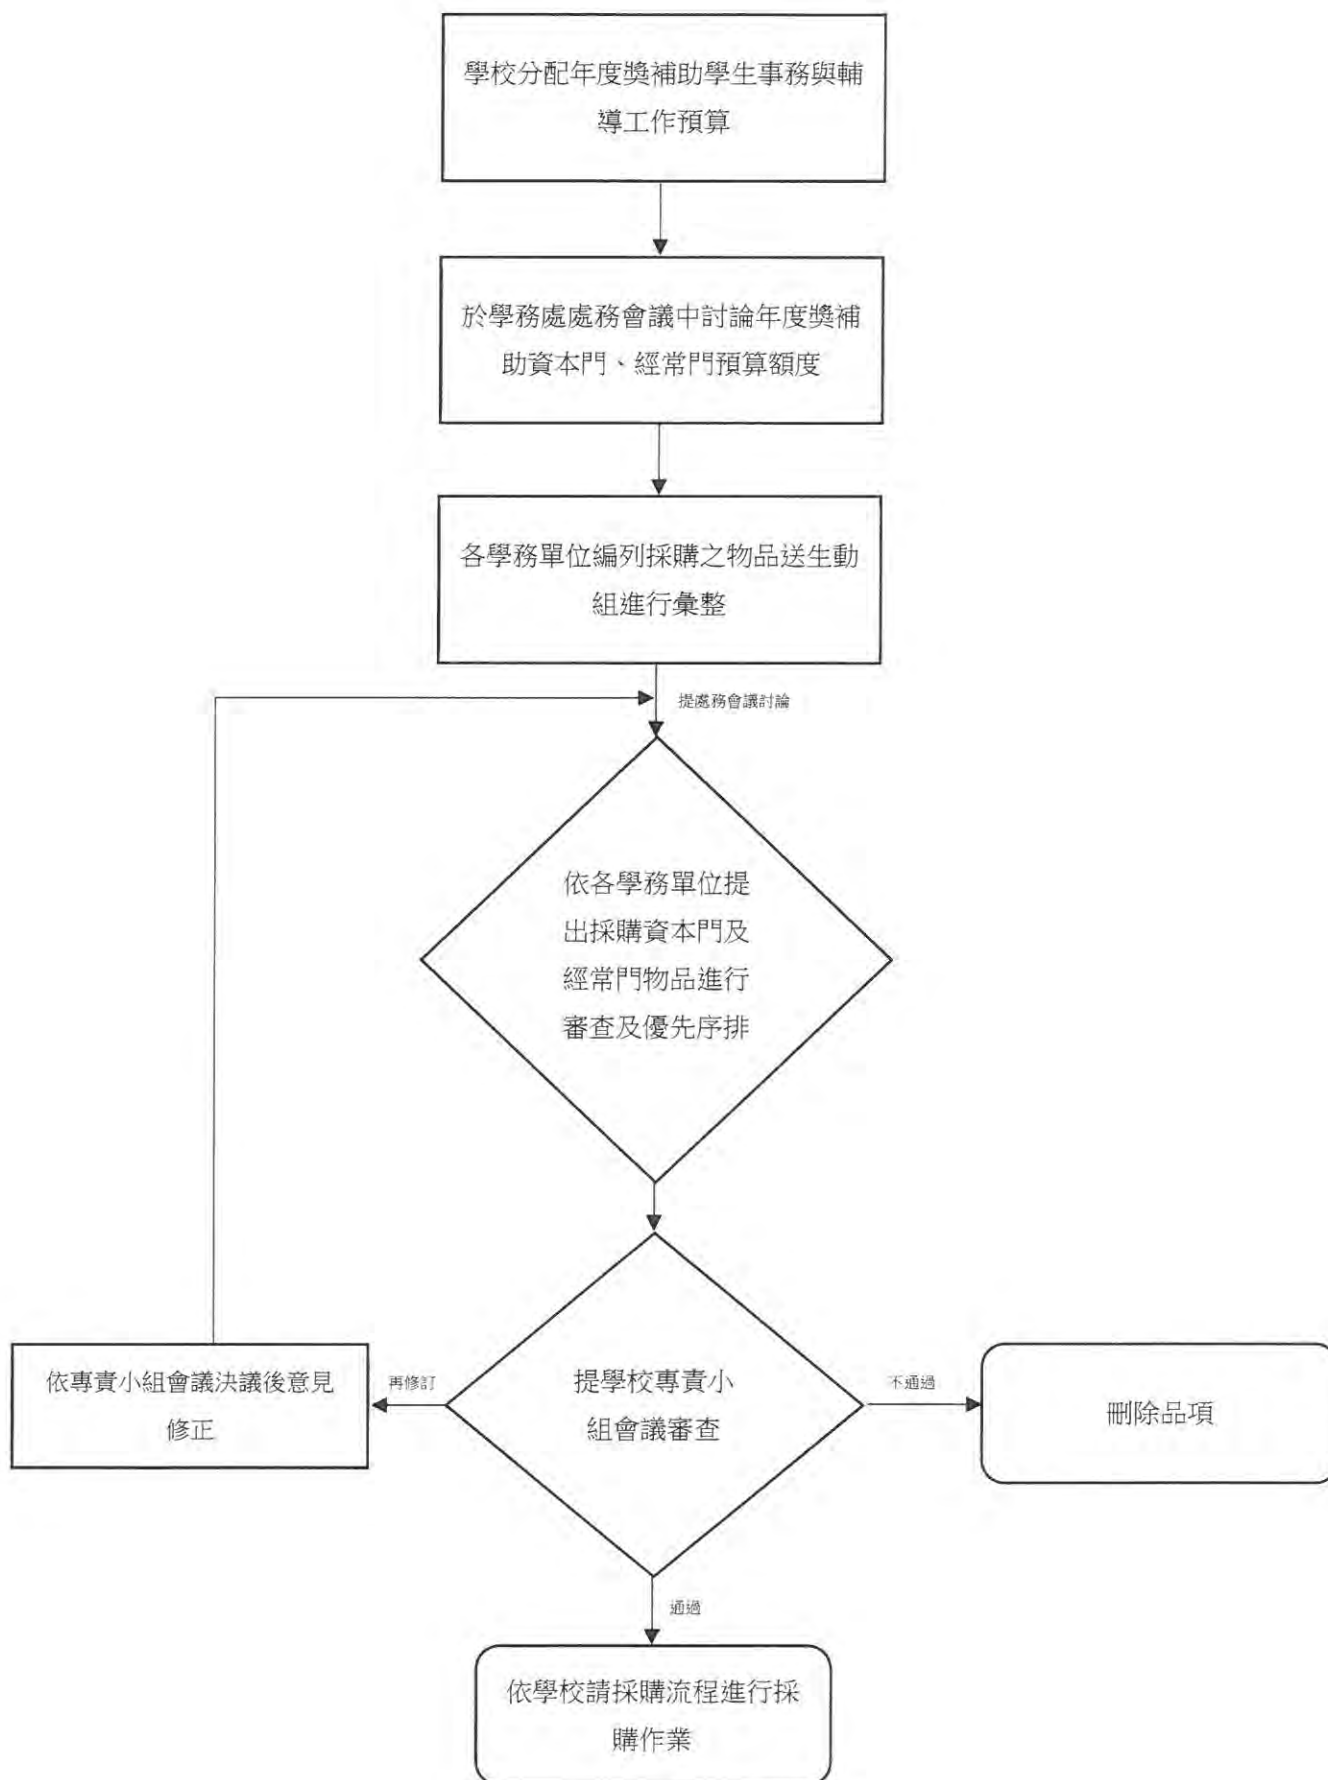 學校分配年度獎補助學生事務與輔
導工作預算
於學務處處務會議中討論年度獎補
助資本門、經常門預算額度
各學務單位編列採購之物品送生動
組進行彙整
提處務會議討論
依各學務單位提
出採購資本門及
經常門物品進行
審查及優先序排
提學校專責小
組會議審查
再修訂
依專責小組會議決議後意見
修正
不通過
刪除品項
通過
依學校請採購流程進行採
購作業